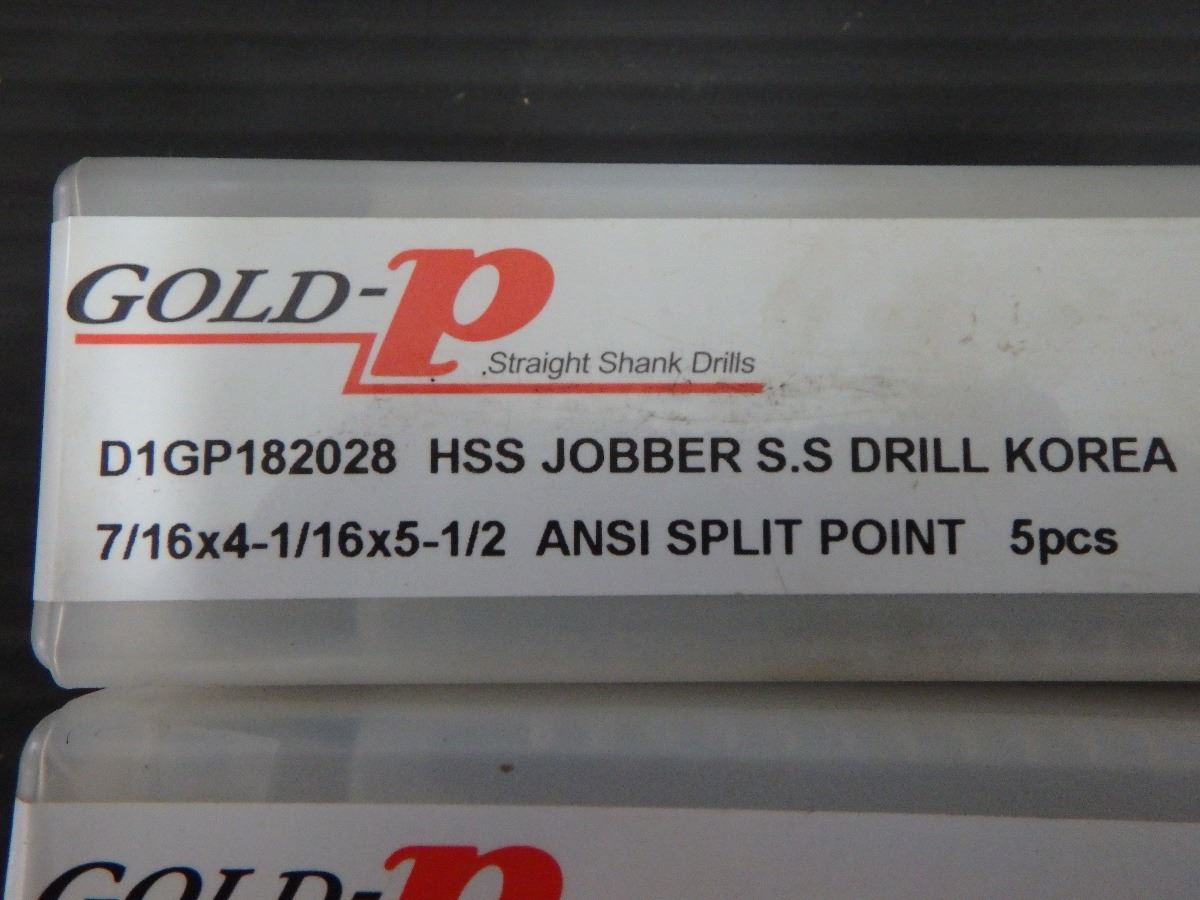 GOLD-P
Straight Shank Drills
D1GP182028 HSS JOBBER S.S DRILL KOREA
7/16x4-1/16x5-1/2 ANSI SPLIT POINT 5pcs
GOLD-P